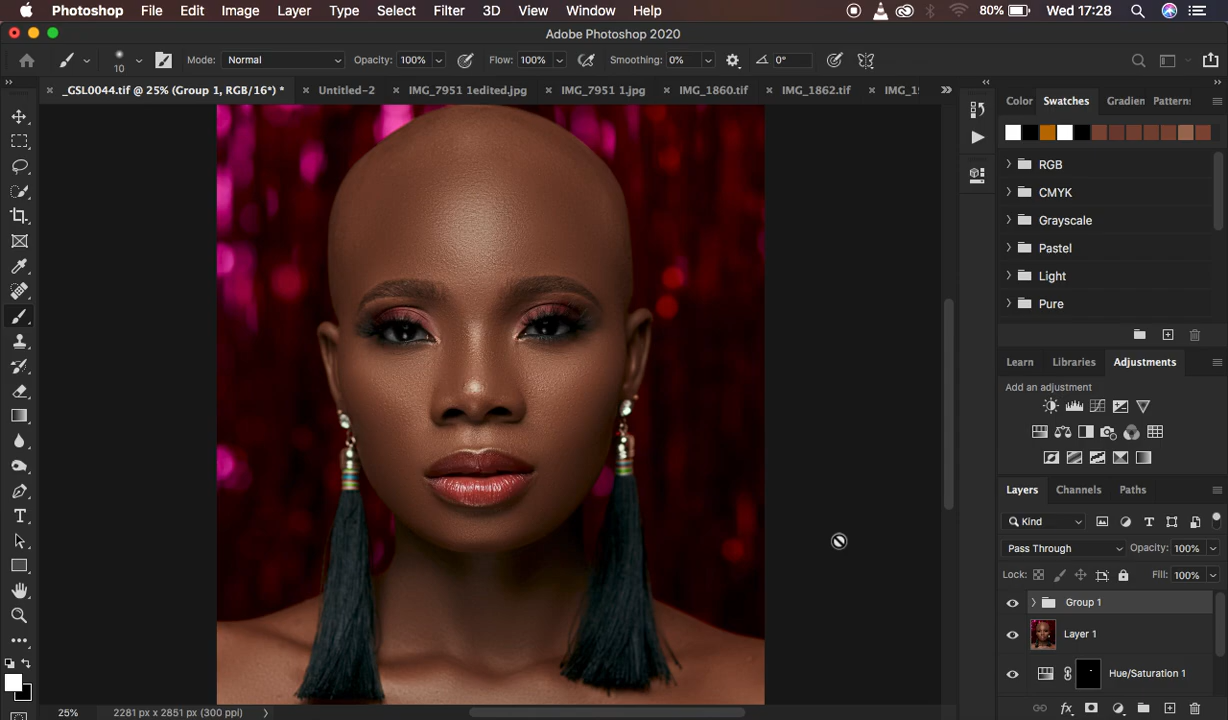 Photoshop File Edit Image Layer Type Select Filter 3D View Window Help 80% Wed 17:28
Adobe Photoshop 2020
10 Mode: Normal Opacity: 100% Flow: 100% Smoothing: 0% 0°
_GSL0044.tif @ 25% (Group 1, RGB/16*) * Untitled-2 IMG_7951 1edited.jpg IMG_7951 1.jpg IMG_1860.tif IMG_1862.tif IMG_1
Color Swatches Gradien Pattern
RGB
CMYK
Grayscale
Pastel
Light
Pure
Learn Libraries Adjustments
Add an adjustment
Layers Channels Paths
Kind
Pass Through Opacity: 100%
Lock: Fill: 100%
Group 1
Layer 1
Hue/Saturation 1
25% 2281 px x 2851 px (300 ppi)